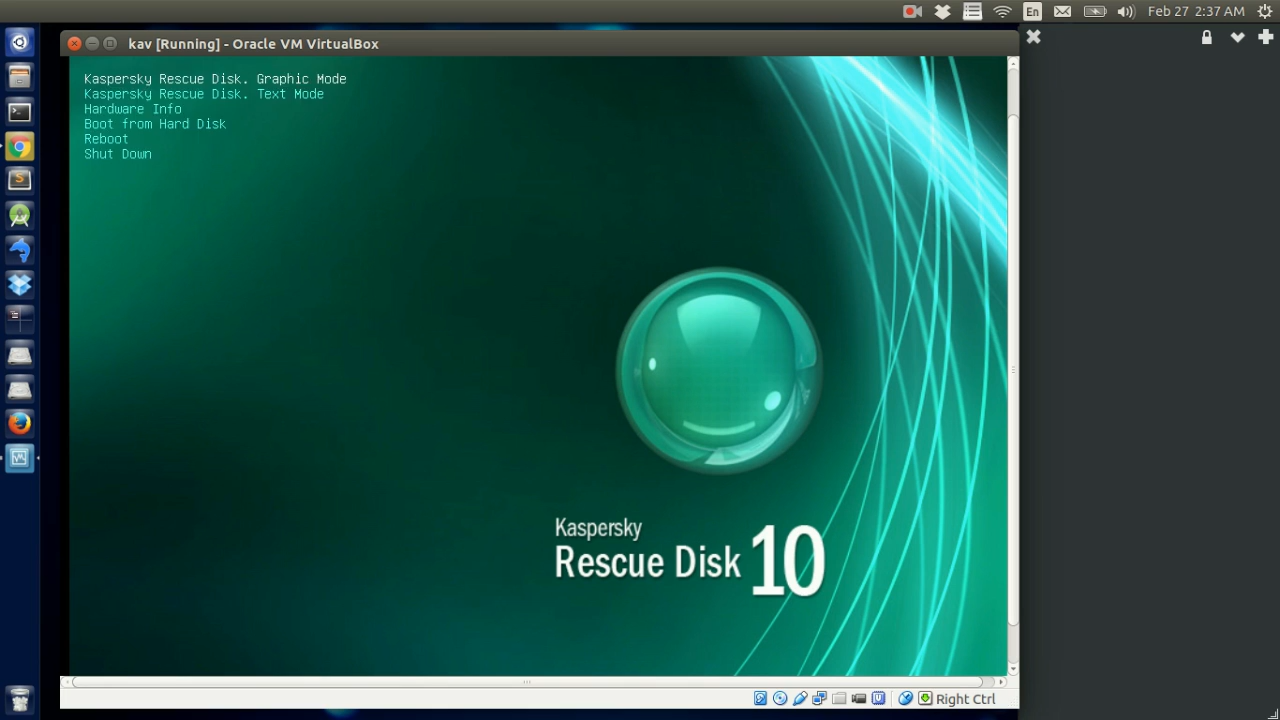 En
Feb 27 2:37 AM
kav [Running] - Oracle VM VirtualBox
Kaspersky Rescue Disk. Graphic Mode
Kaspersky Rescue Disk. Text Mode
Hardware Info
Boot from Hard Disk
Reboot
Shut Down
Kaspersky
Rescue Disk 10
Right Ctrl